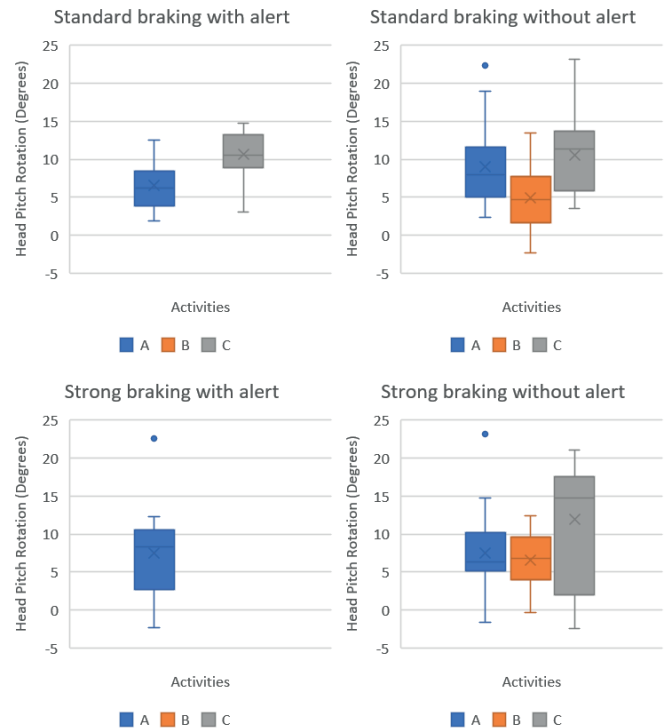 Standard braking with alert
Head Pitch Rotation (Degrees)
25
20
15
10
5
0
-5
Activities
A B C
Standard braking without alert
Head Pitch Rotation (Degrees)
25
20
15
10
5
0
-5
Activities
A B C
Strong braking with alert
Head Pitch Rotation (Degrees)
25
20
15
10
5
0
-5
Activities
A B C
Strong braking without alert
Head Pitch Rotation (Degrees)
25
20
15
10
5
0
-5
Activities
A B C